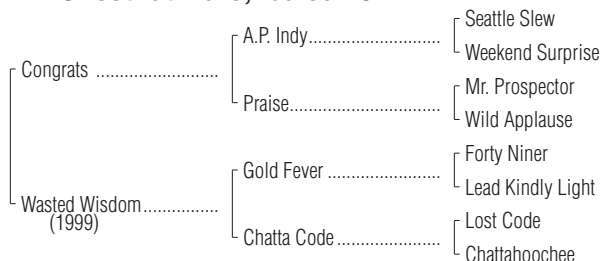 Seattle Slew
A.P. Indy
Weekend Surprise
Congrats
Mr. Prospector
Praise
Wild Applause
Forty Niner
Gold Fever
Lead Kindly Light
Wasted Wisdom
(1999)
Lost Code
Chatta Code
Chattahoochee